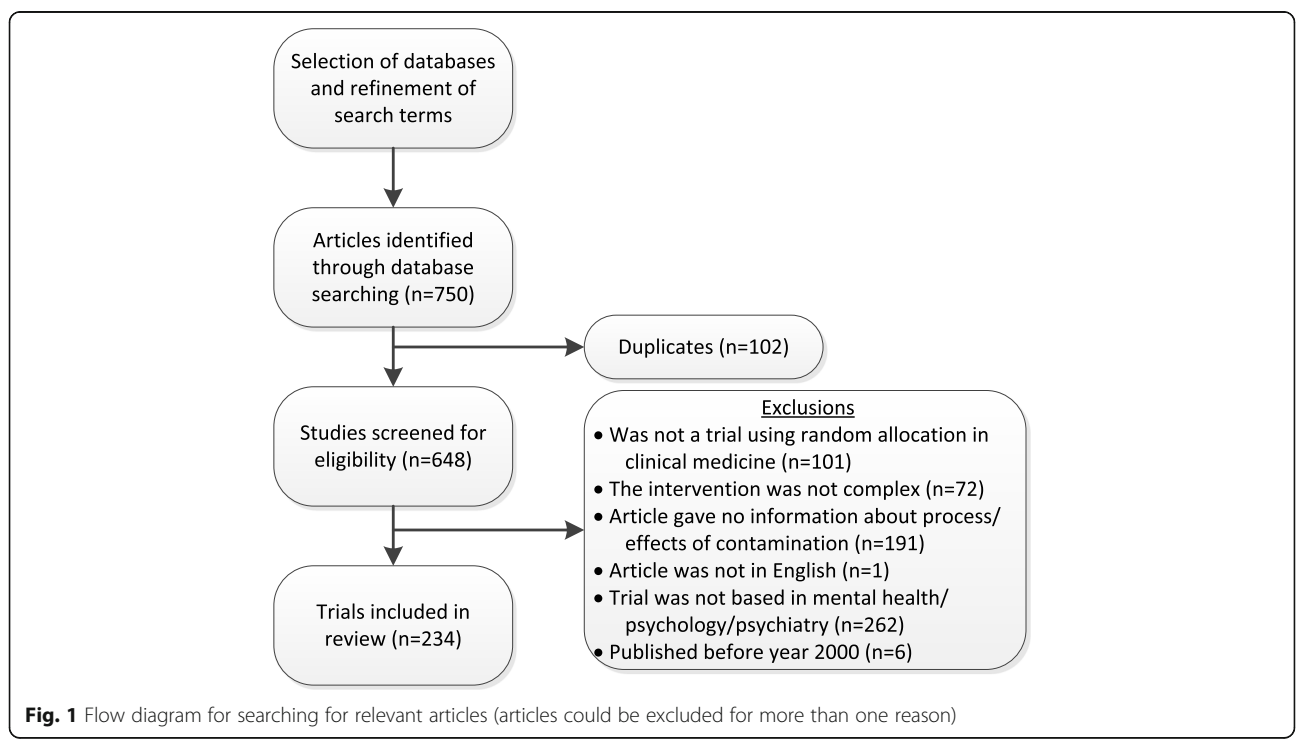 Selection of databases
and refinement of
search terms
Articles identified
through database
searching (n=750)
Duplicates (n=102)
Studies screened for
eligibility (n=648)
Exclusions
• Was not a trial using random allocation in
clinical medicine (n=101)
• The intervention was not complex (n=72)
• Article gave no information about process/
effects of contamination (n=191)
• Article was not in English (n=1)
• Trial was not based in mental health/
psychology/psychiatry (n=262)
• Published before year 2000 (n=6)
Trials included in
review (n=234)
Fig. 1 Flow diagram for searching for relevant articles (articles could be excluded for more than one reason)